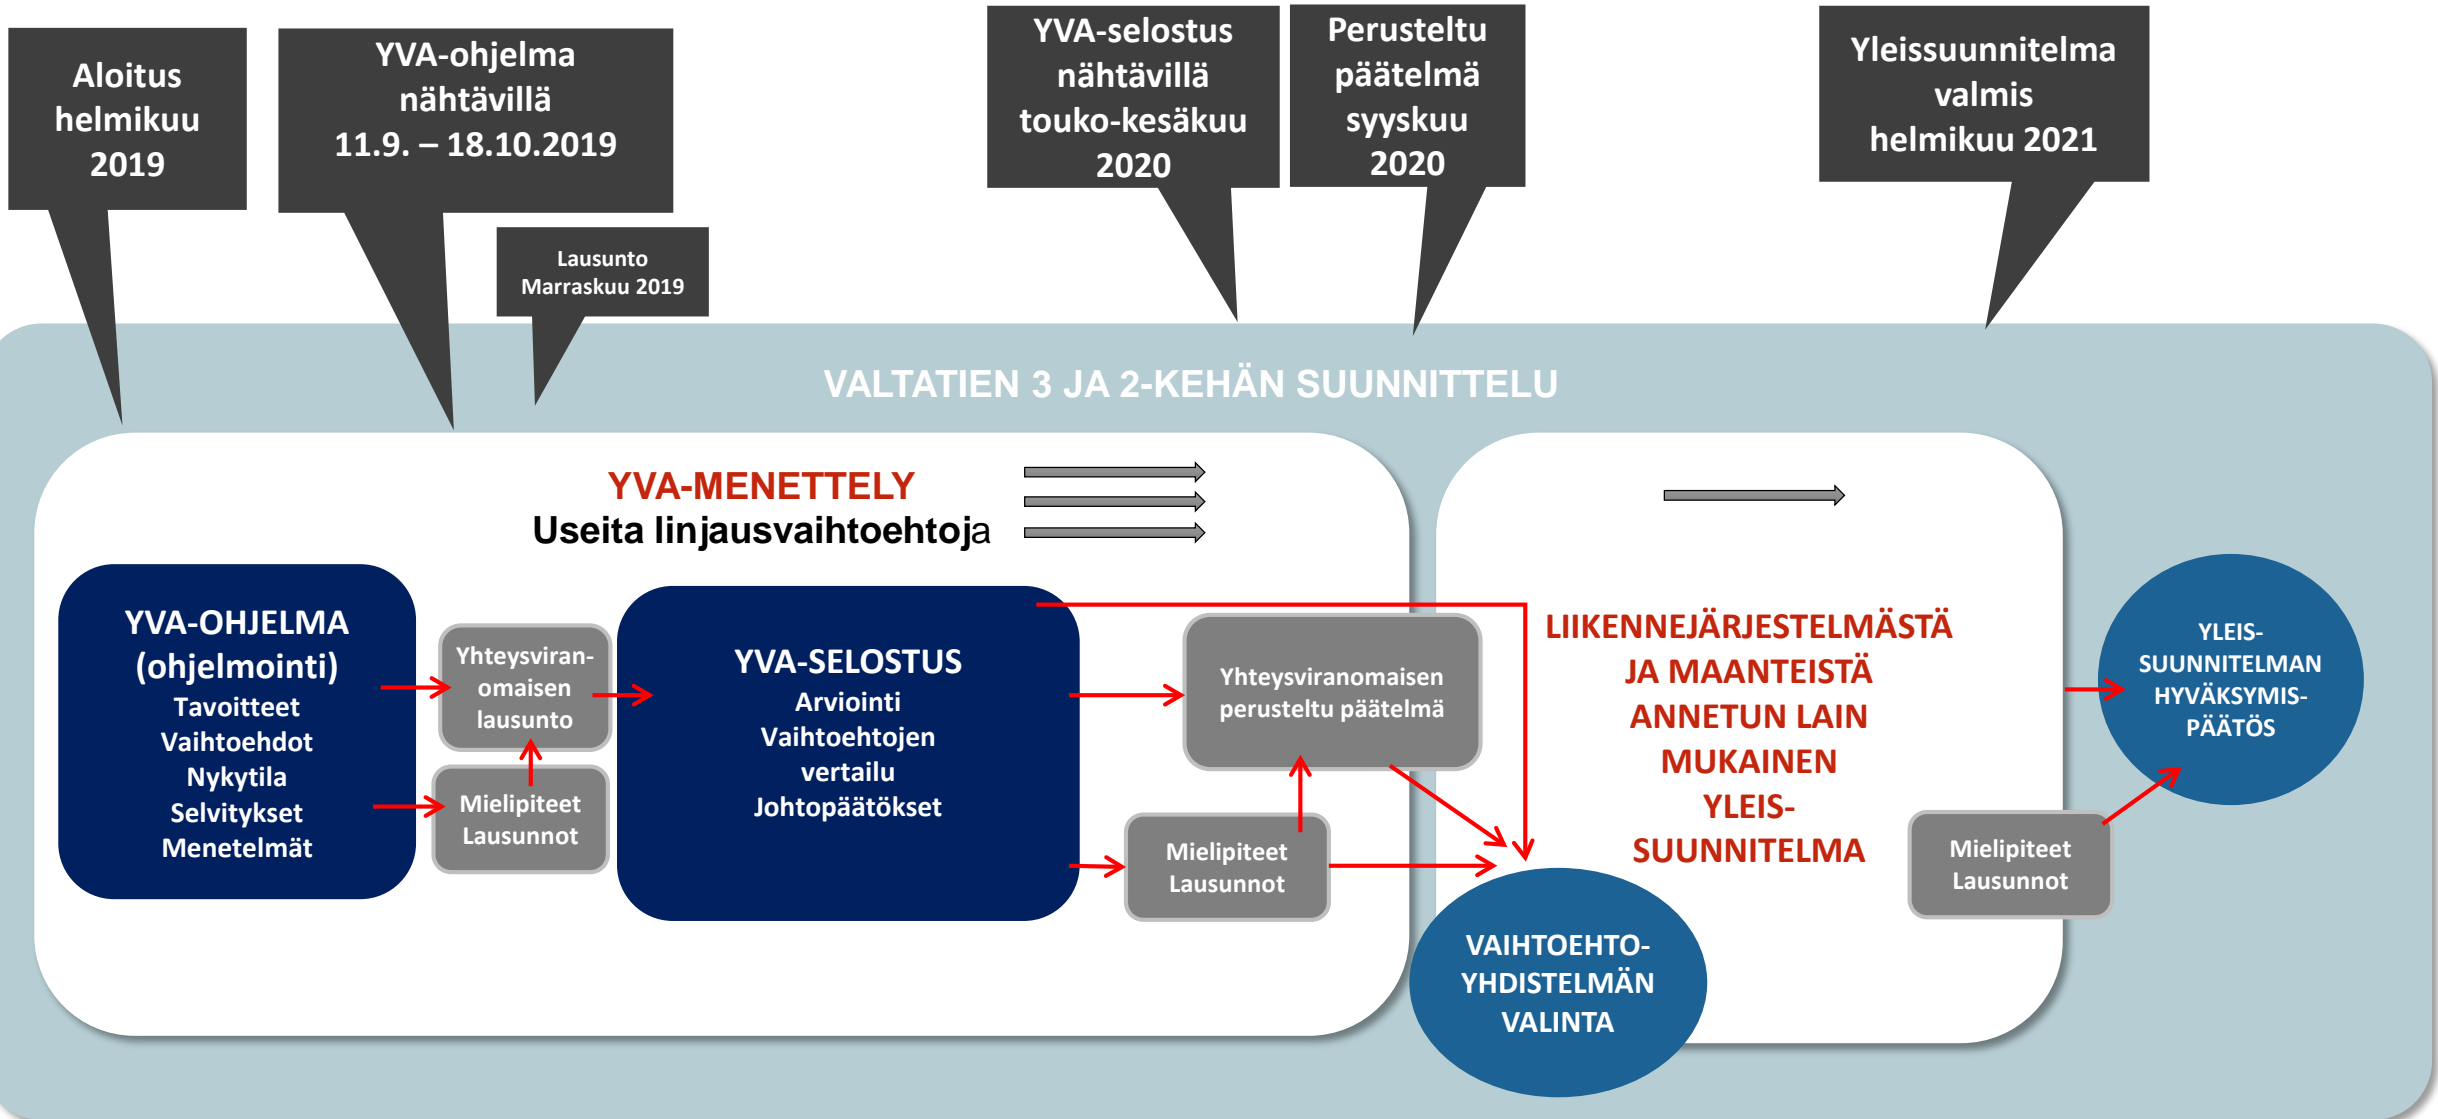 Aloitus
helmikuu
2019
YVA-ohjelma
nähtävillä
11.9. – 18.10.2019
Lausunto
Marraskuu 2019
YVA-selostus
nähtävillä
touko-kesäkuu
2020
Perusteltu
päätelmä
syyskuu
2020
Yleissuunnitelma
valmis
helmikuu 2021
VALTATIEN 3 JA 2-KEHÄN SUUNNITTELU
YVA-MENETTELY
Useita linjausvaihtoehtoja
YVA-OHJELMA
(ohjelmointi)
Tavoitteet
Vaihtoehdot
Nykytila
Selvitykset
Menetelmät
Yhteysviran-
omaisen
lausunto
Mielipiteet
Lausunnot
YVA-SELOSTUS
Arviointi
Vaihtoehtojen
vertailu
Johtopäätökset
Yhteysviranomaisen
perusteltu päätelmä
Mielipiteet
Lausunnot
VAIHTOEHTO-
YHDISTELMÄN
VALINTA
LIIKENNEJÄRJESTELMÄSTÄ
JA MAANTEISTÄ
ANNETUN LAIN
MUKAINEN
YLEIS-
SUUNNITELMA
Mielipiteet
Lausunnot
YLEIS-
SUUNNITELMAN
HYVÄKSYMIS-
PÄÄTÖS